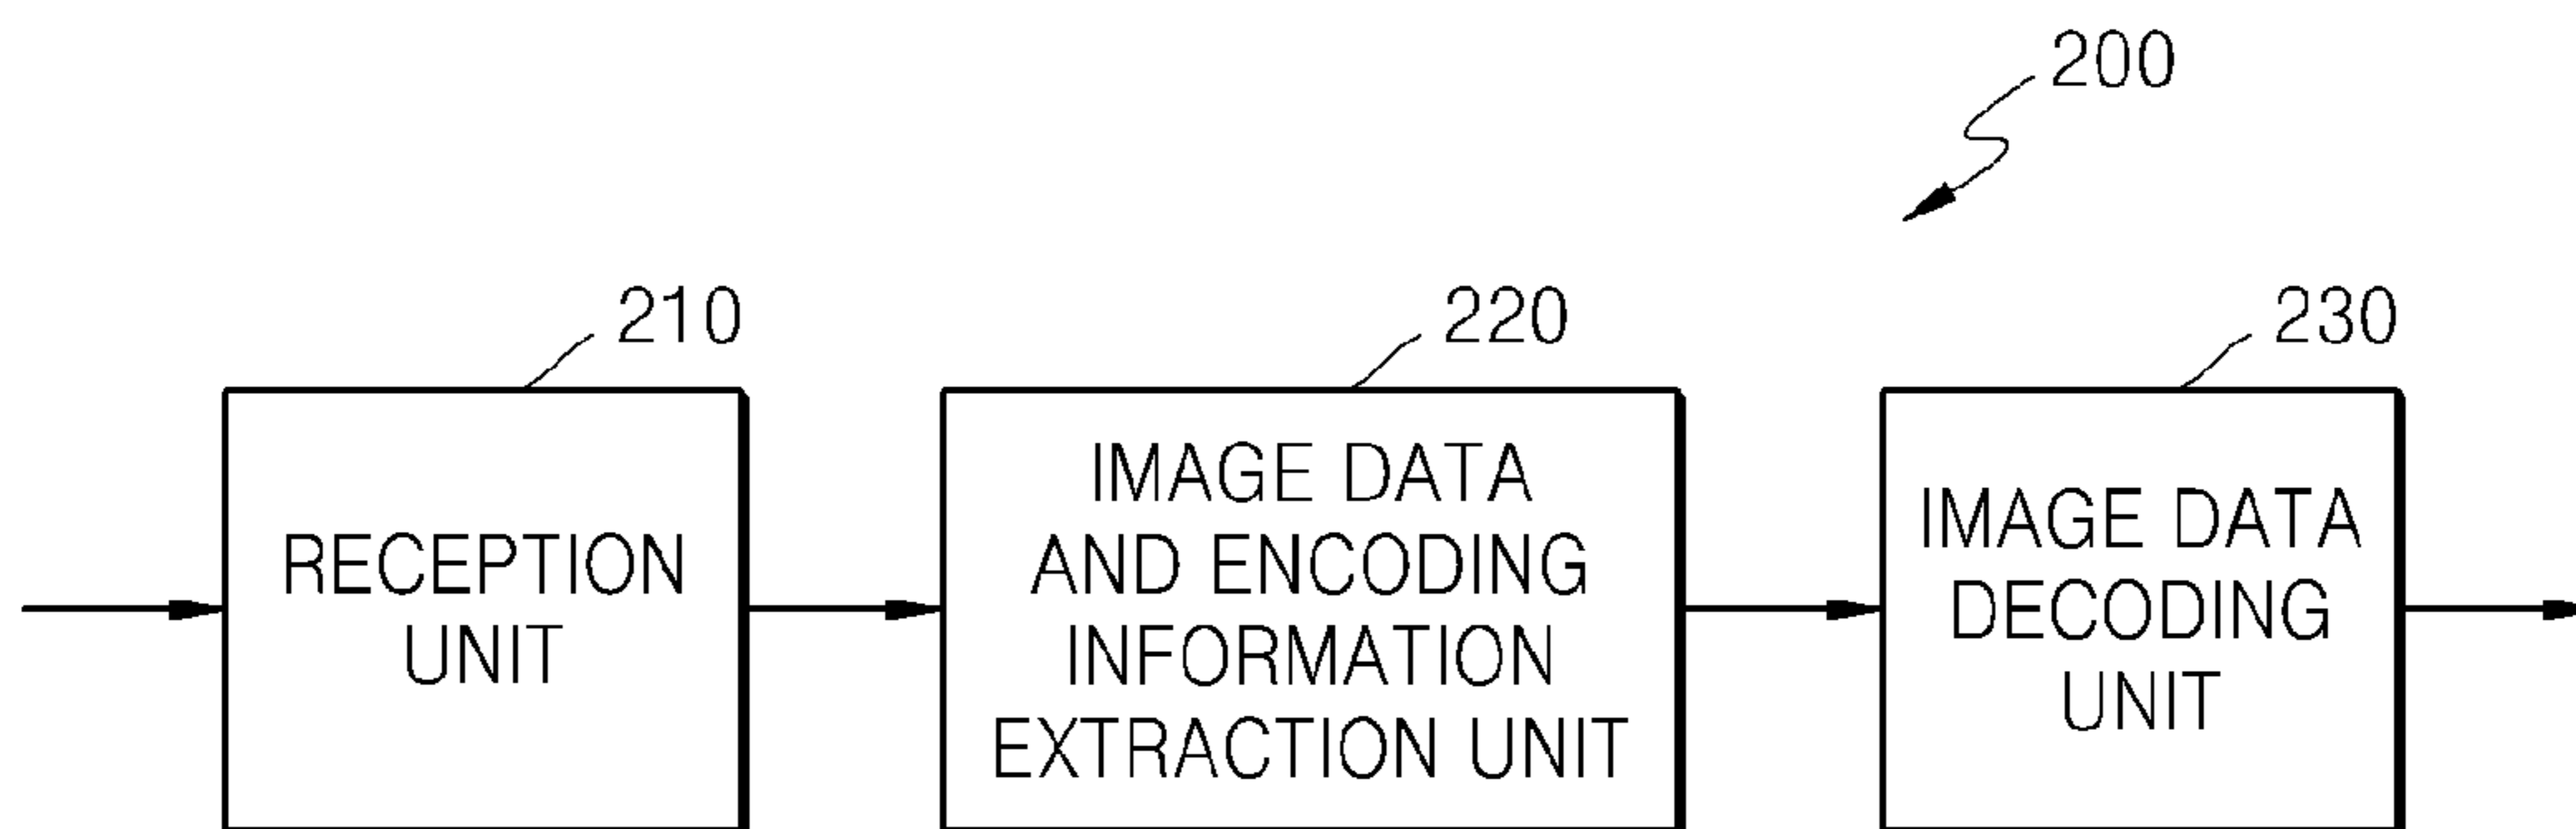 200
210
220
230
RECEPTION
UNIT
IMAGE DATA
AND ENCODING
INFORMATION
EXTRACTION UNIT
IMAGE DATA
DECODING
UNIT